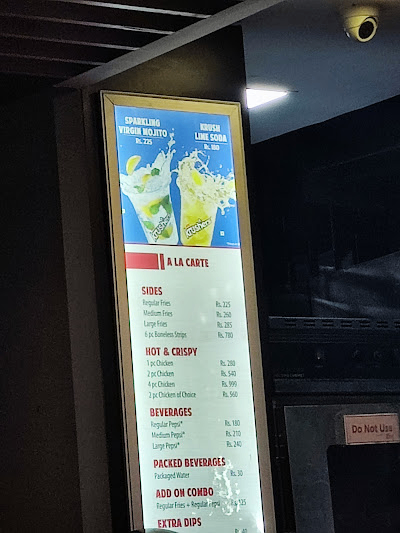 SPARKLING
VIRGIN MOJITO
Rs. 225
KRUSH
LIME SODA
Rs. 180
A LA CARTE
SIDES
Regular Fries Rs. 225
Medium Fries Rs. 260
Large Fries Rs. 285
6 pc Boneless Strips Rs. 780
HOT & CRISPY
1 pc Chicken Rs. 280
2 pc Chicken Rs. 540
4 pc Chicken Rs. 999
2 pc Chicken of Choice Rs. 560
BEVERAGES
Regular Pepsi* Rs. 180
Medium Pepsi* Rs. 210
Large Pepsi* Rs. 240
PACKED BEVERAGES
Packaged Water Rs. 30
ADD ON COMBO
Regular Fries + Regular Pepsi
EXTRA DIPS
Do Not Use